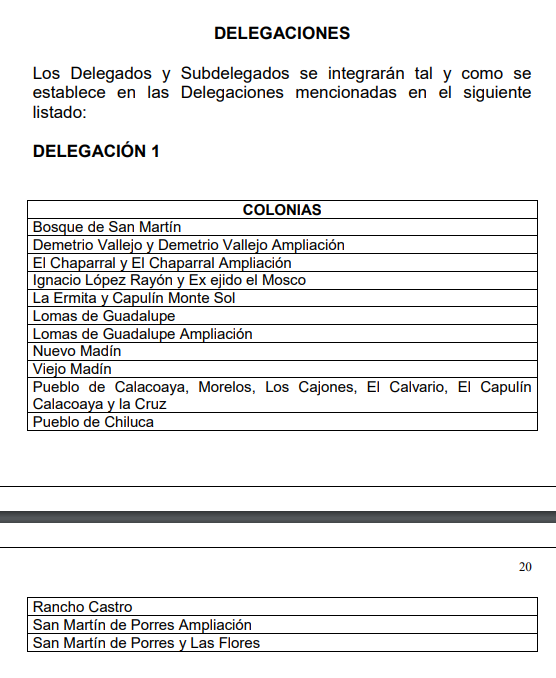 DELEGACIONES
Los Delegados y Subdelegados se integrarán tal y como se
establece en las Delegaciones mencionadas en el siguiente
listado:
DELEGACIÓN 1
COLONIAS
Bosque de San Martín
Demetrio Vallejo y Demetrio Vallejo Ampliación
El Chaparral y El Chaparral Ampliación
Ignacio López Rayón y Ex ejido el Mosco
La Ermita y Capulín Monte Sol
Lomas de Guadalupe
Lomas de Guadalupe Ampliación
Nuevo Madín
Viejo Madín
Pueblo de Calacoaya, Morelos, Los Cajones, El Calvario, El Capulín
Calacoaya y la Cruz
Pueblo de Chiluca
20
Rancho Castro
San Martín de Porres Ampliación
San Martín de Porres y Las Flores